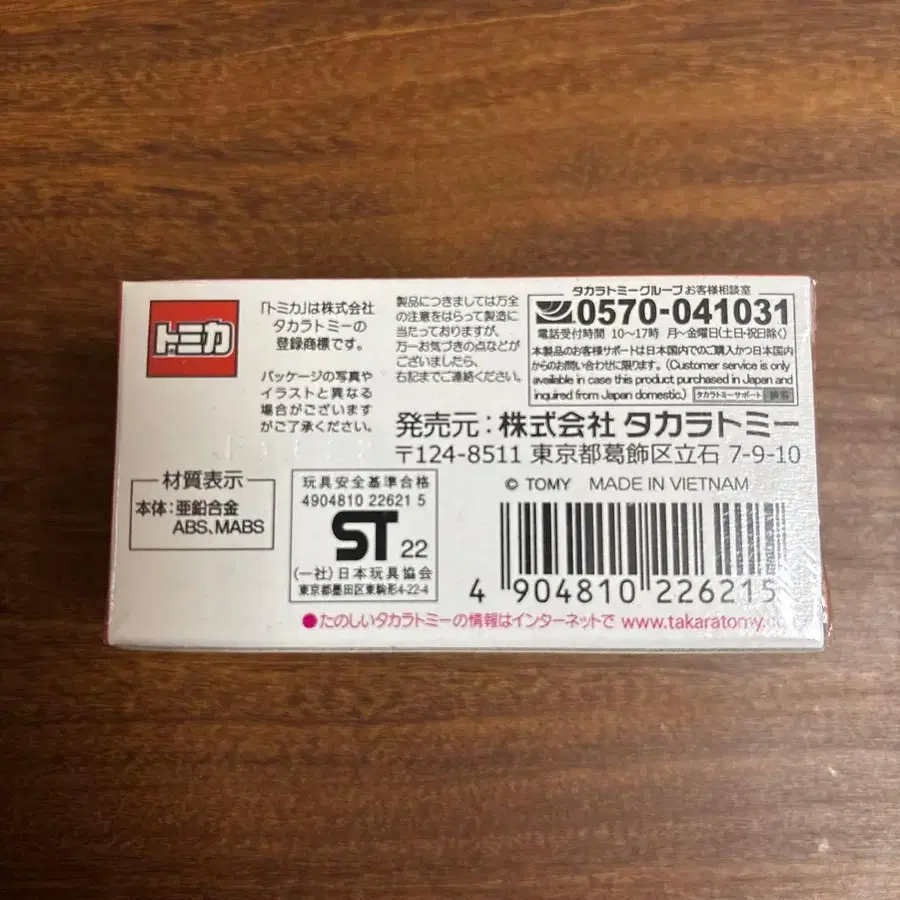 トミカ
「トミカ」は株式会社
タカラトミーの
登録商標です。
パッケージの写真や
イラストと異なる
場合がございます
がご了承ください。
製品につきましては万全
の注意をはらって製造に
当たっておりますが、
万一お気づきの点などが
ございましたら、
右記までご連絡ください。
タカラトミーグループお客様相談室
0570-041031
電話受付時間 10〜17時 月〜金曜日(土日・祝日除く)
本製品のお客様サポートは日本国内でのご購入かつ日本国内
からのお問い合わせに限ります。(Customer service is only
available in case this product purchased in Japan and
inquired from Japan domestic.) タカラトミーサポート 検索
発売元:株式会社 タカラトミー
〒124-8511 東京都葛飾区立石 7-9-10
材質表示
本体:亜鉛合金
ABS、MABS
玩具安全基準合格
4904810 22621 5
ST 22
(一社)日本玩具協会
東京都墨田区東駒形4-22-4
© TOMY MADE IN VIETNAM
4 904810 226215
●たのしいタカラトミーの情報はインターネットで www.takaratomy.co